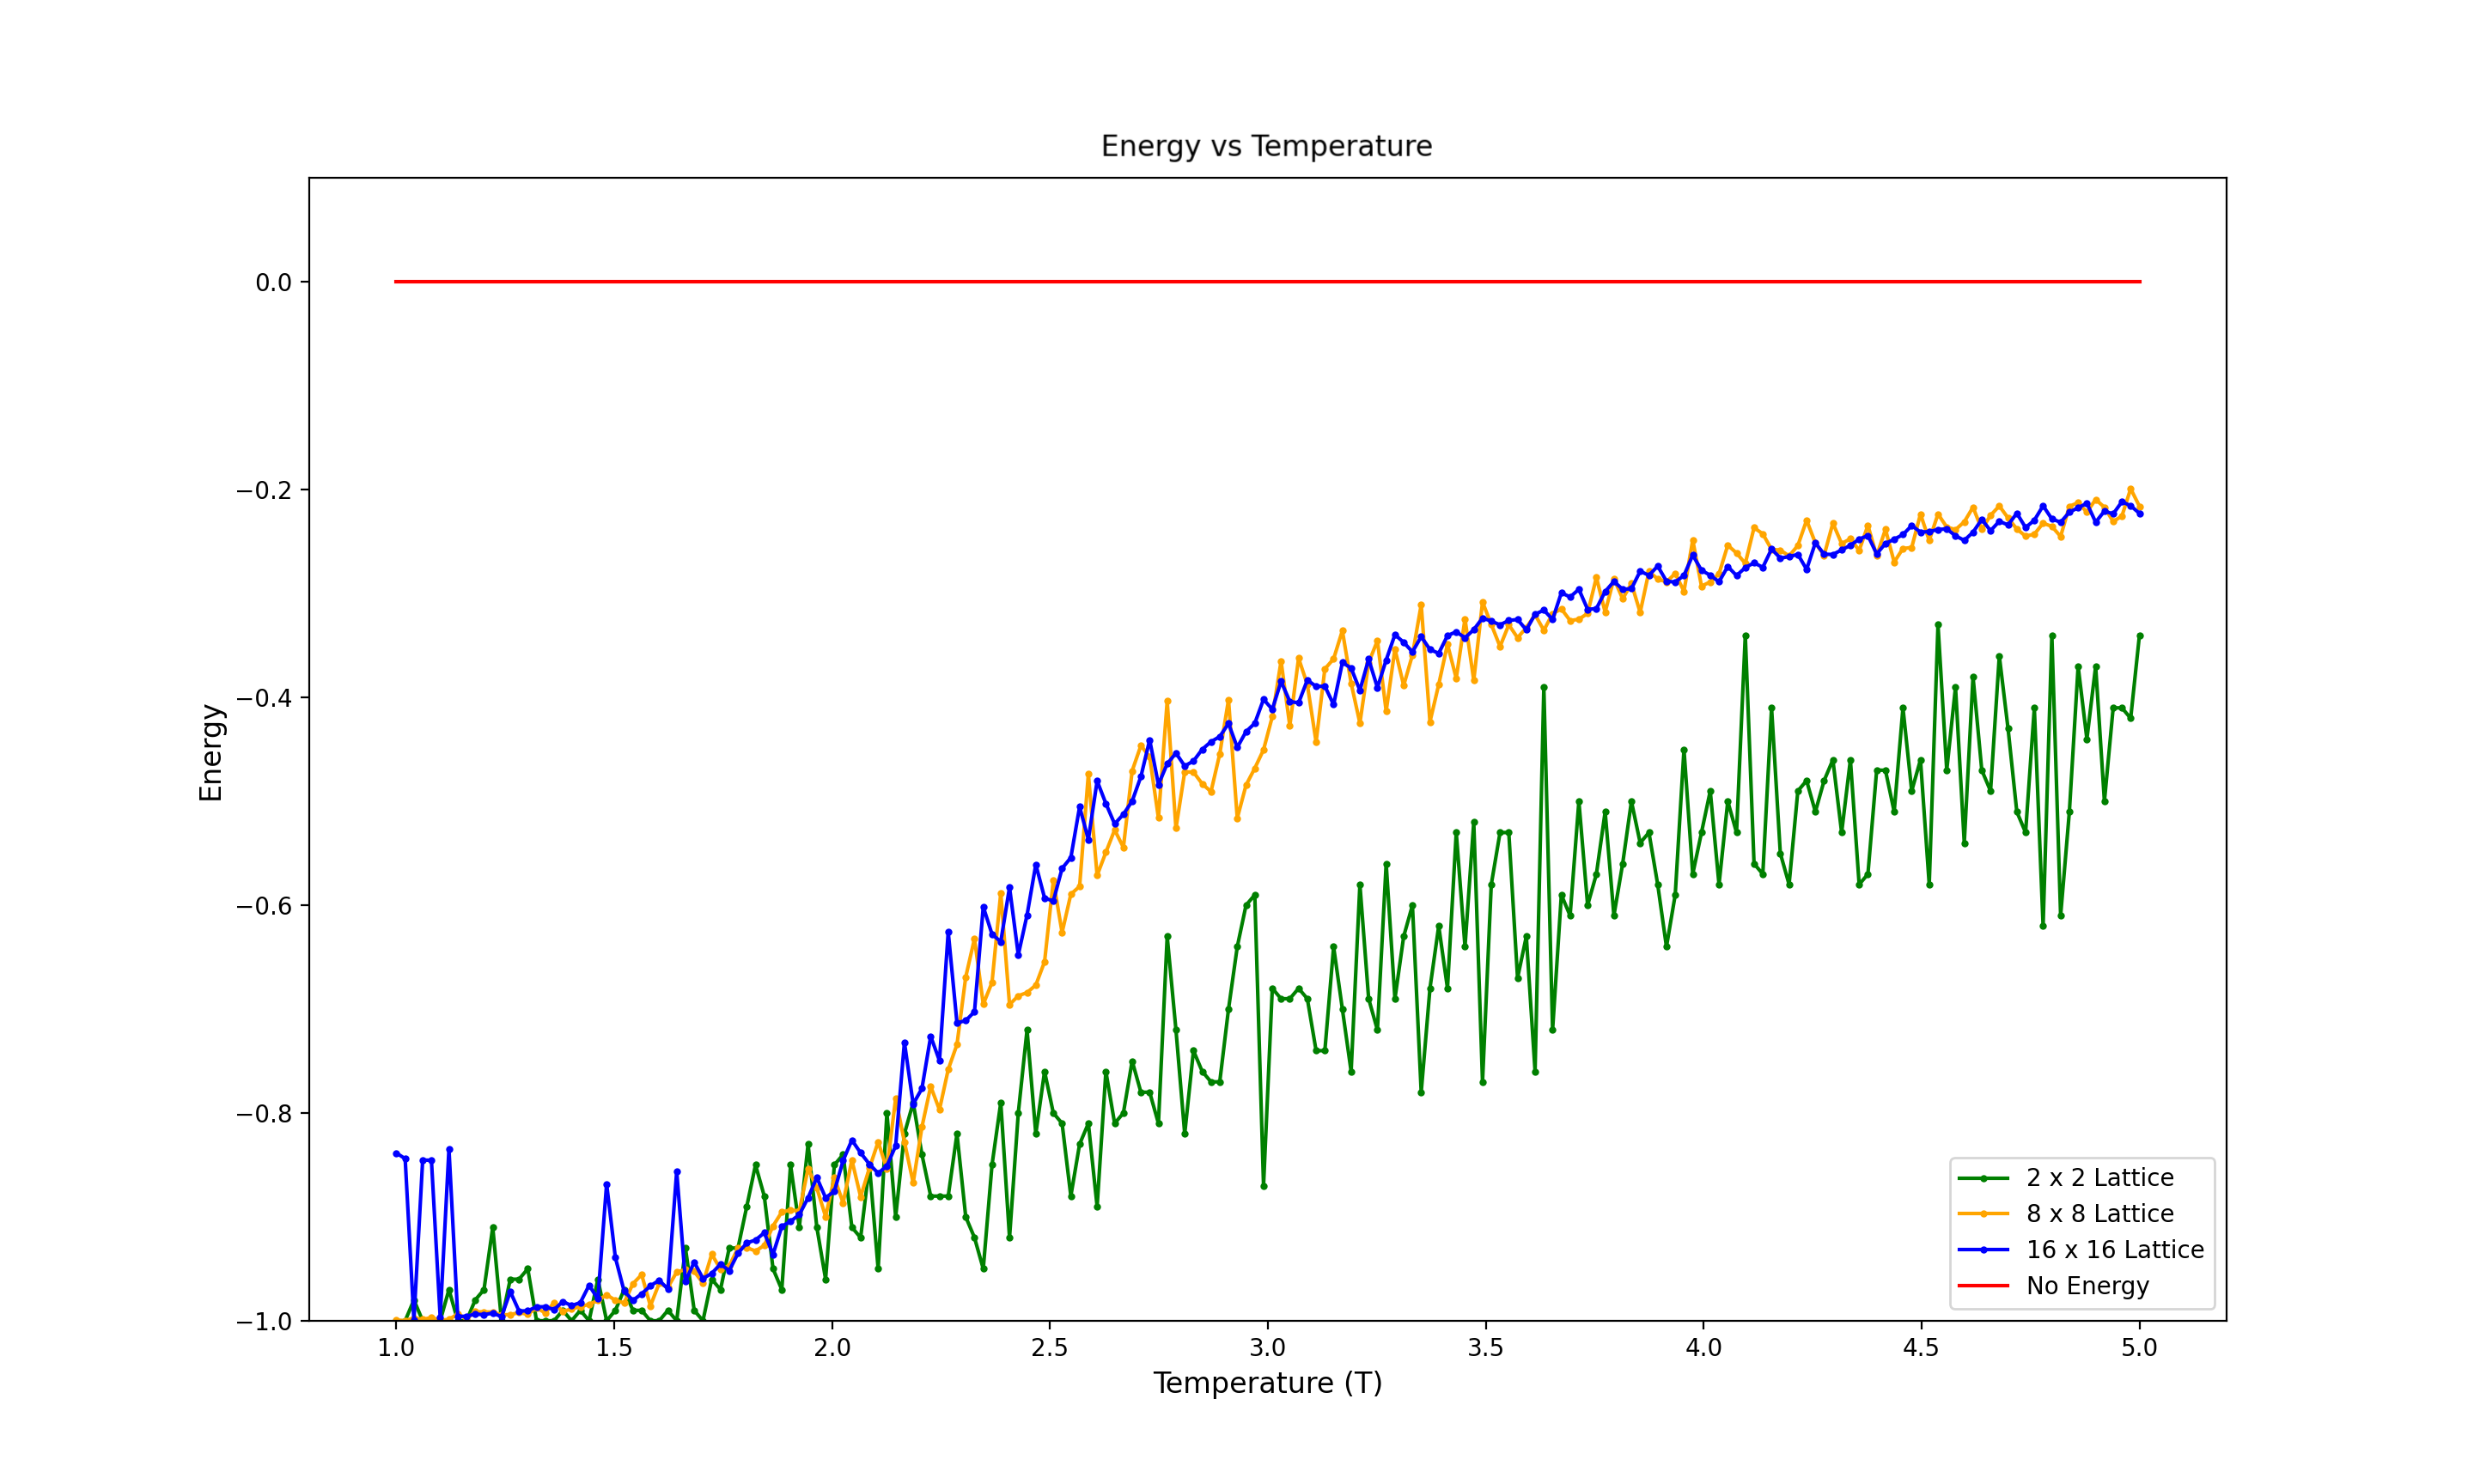 Energy vs Temperature
0.0
−0.2
−0.4
−0.6
−0.8
−1.0
Energy
1.0 1.5 2.0 2.5 3.0 3.5 4.0 4.5 5.0
Temperature (T)
2 x 2 Lattice
8 x 8 Lattice
16 x 16 Lattice
No Energy